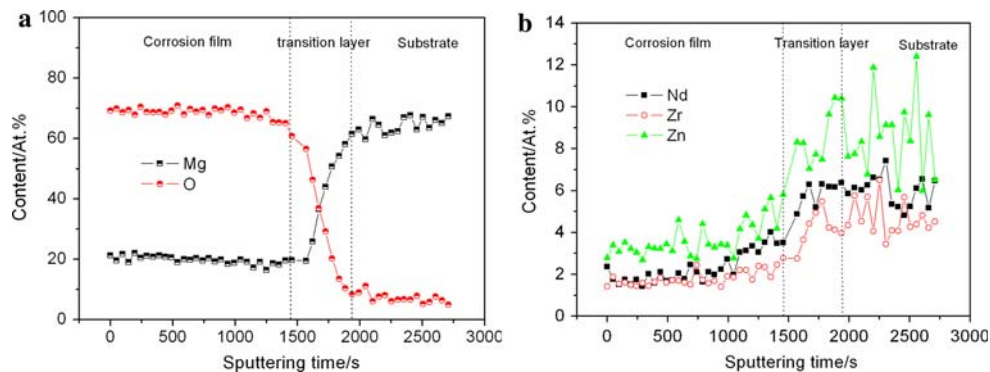 a
Content/At.%
100
80
60
40
20
0
Corrosion film
transition layer
Substrate
Mg
O
0 500 1000 1500 2000 2500 3000
Sputtering time/s
b
Content/At.%
14
12
10
8
6
4
2
0
Corrosion film
Transition layer
Substrate
Nd
Zr
Zn
0 500 1000 1500 2000 2500 3000
Sputtering time/s